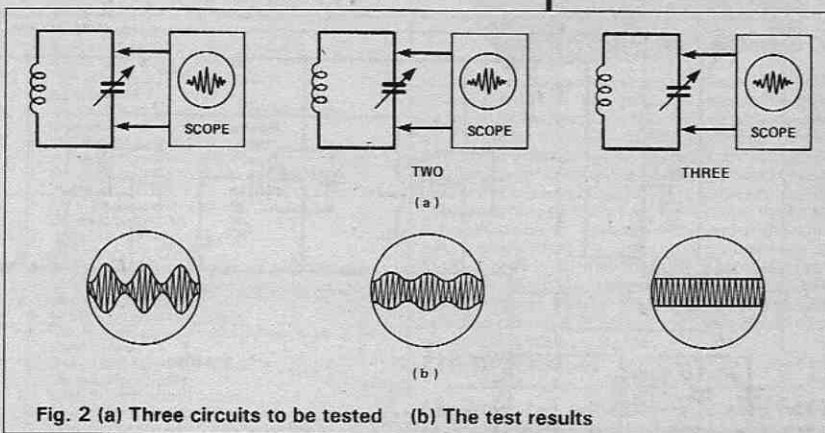 SCOPE SCOPE SCOPE
TWO THREE
(a)
(b)
Fig. 2 (a) Three circuits to be tested (b) The test results